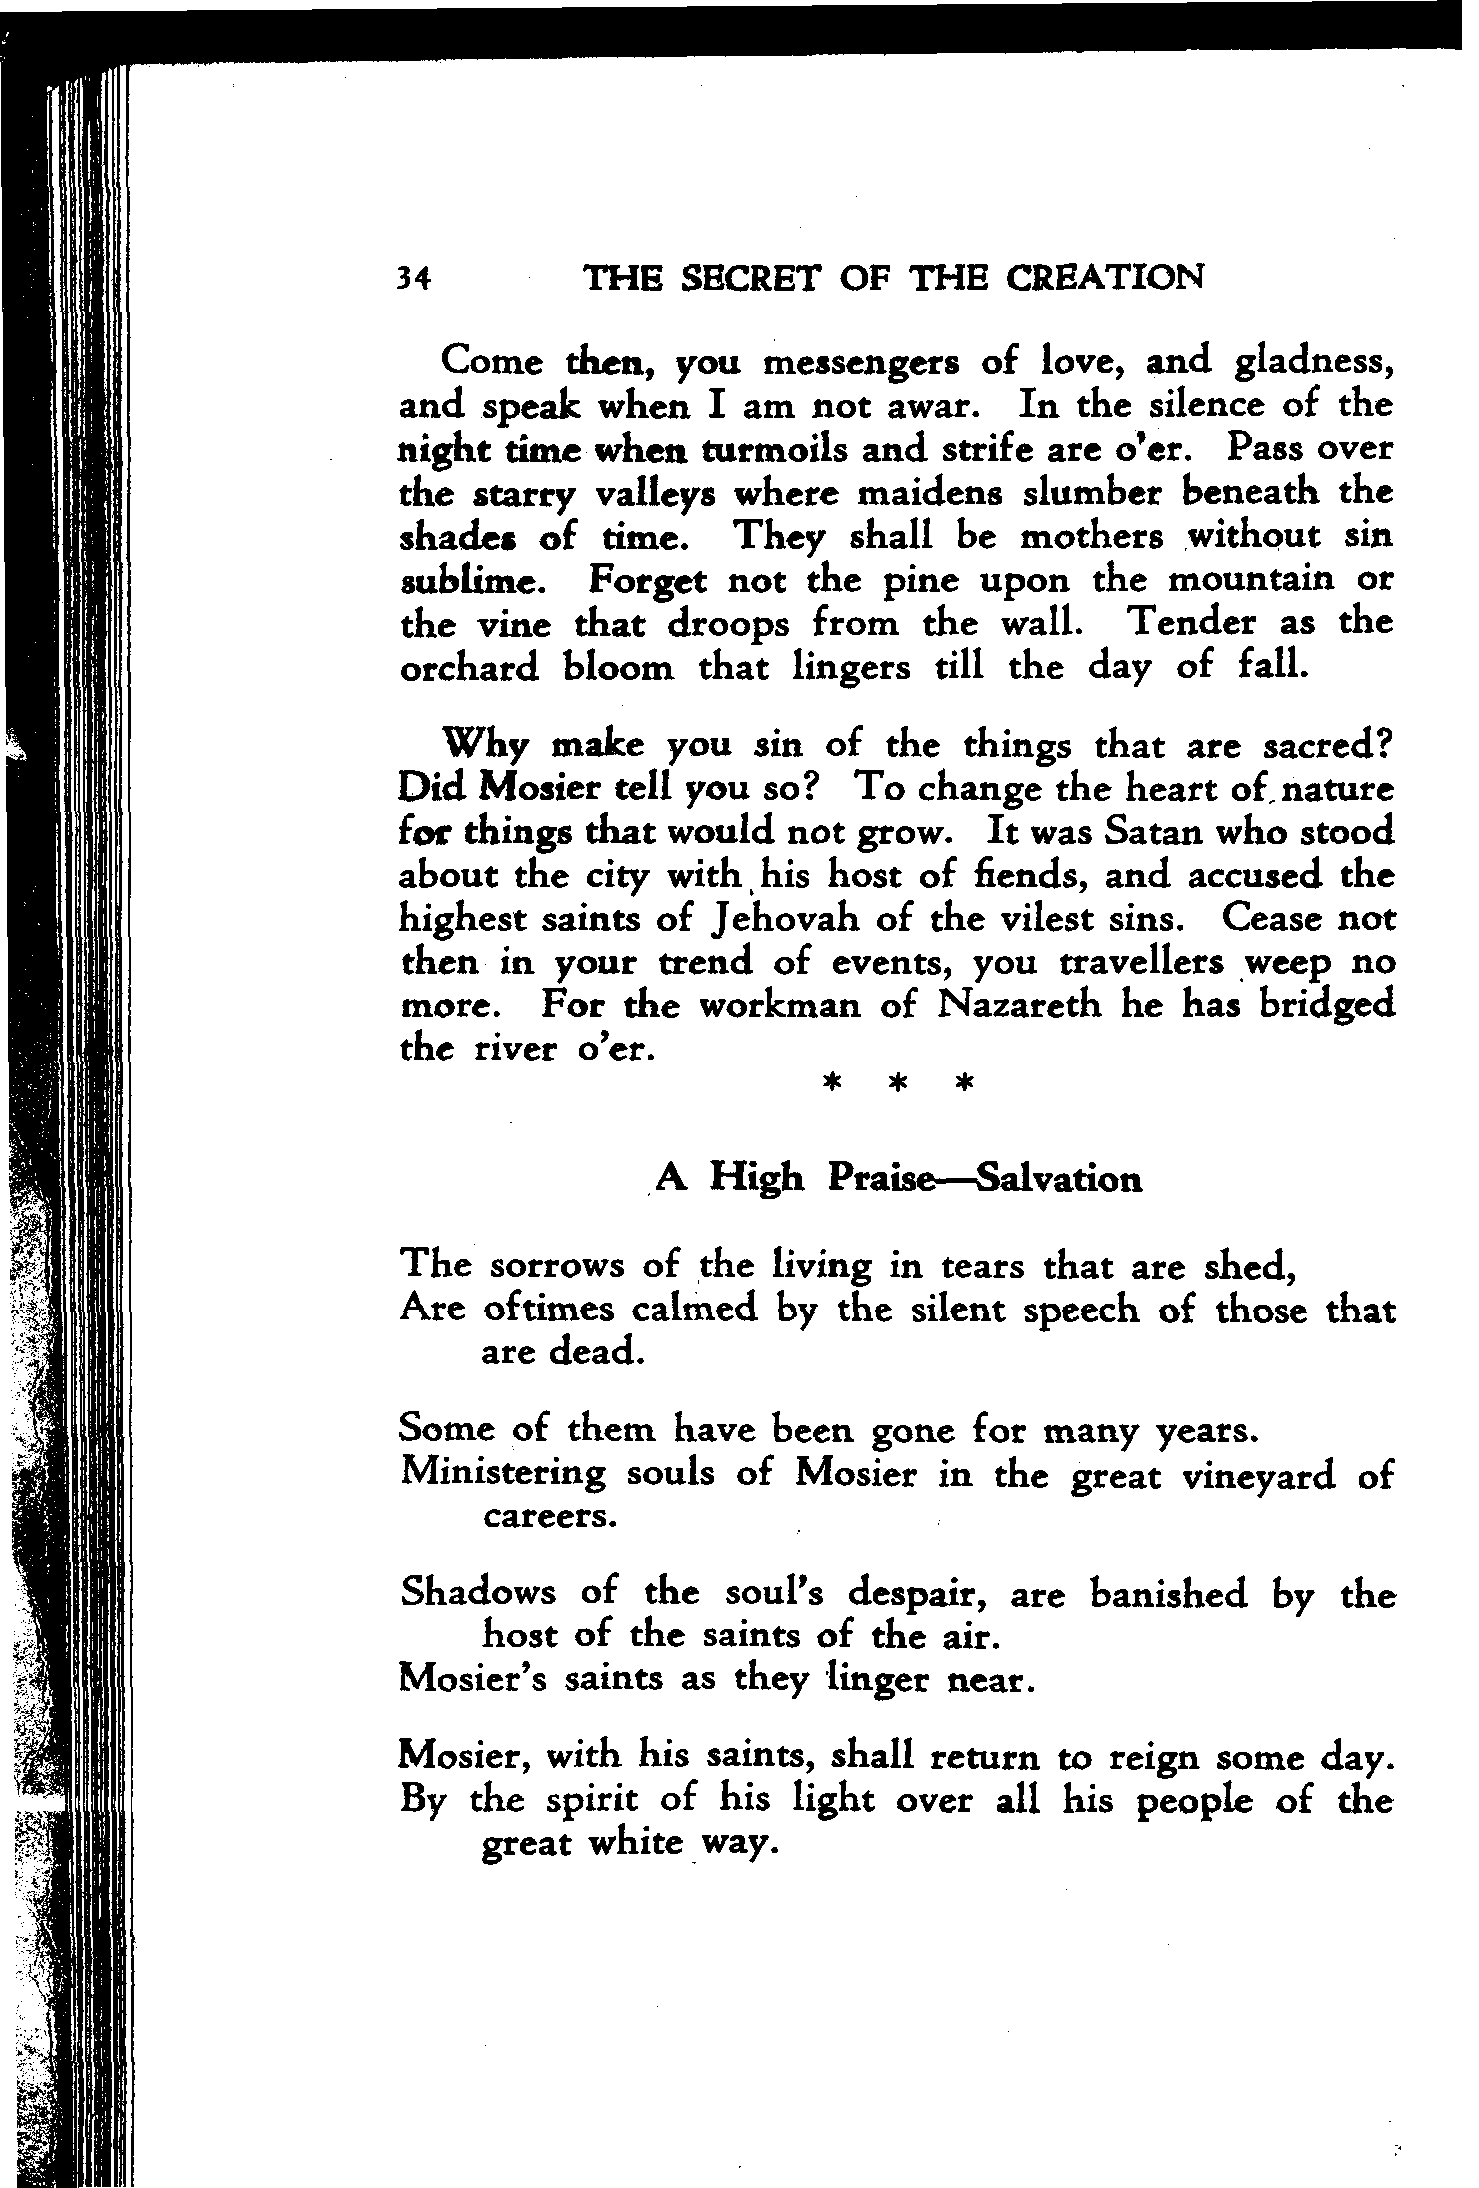 34 THE SECRET OF THE CREATION
Come then, you messengers of love, and gladness,
and speak when I am not awar. In the silence of the
night time when turmoils and strife are o'er. Pass over
the starry valleys where maidens slumber beneath the
shades of time. They shall be mothers without sin
sublime. Forget not the pine upon the mountain or
the vine that droops from the wall. Tender as the
orchard bloom that lingers till the day of fall.
Why make you sin of the things that are sacred?
Did Mosier tell you so? To change the heart of nature
for things that would not grow. It was Satan who stood
about the city with his host of fiends, and accused the
highest saints of Jehovah of the vilest sins. Cease not
then in your trend of events, you travellers weep no
more. For the workman of Nazareth he has bridged
the river o'er.
* * *
A High Praise—Salvation
The sorrows of the living in tears that are shed,
Are oftimes calmed by the silent speech of those that
are dead.
Some of them have been gone for many years.
Ministering souls of Mosier in the great vineyard of
careers.
Shadows of the soul's despair, are banished by the
host of the saints of the air.
Mosier's saints as they linger near.
Mosier, with his saints, shall return to reign some day.
By the spirit of his light over all his people of the
great white way.